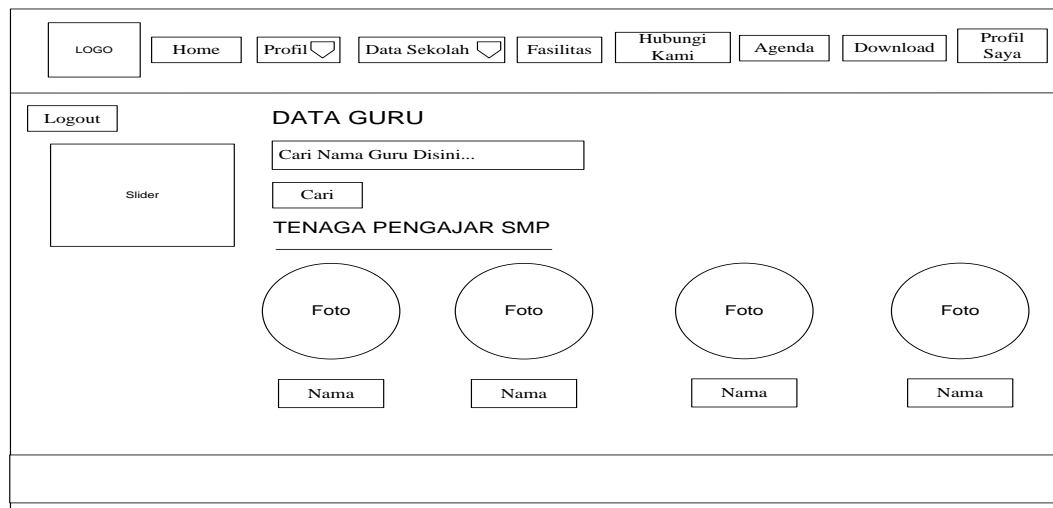 LOGO
Home
Profil
Data Sekolah
Fasilitas
Hubungi
Kami
Agenda
Download
Profil
Saya
Logout
Slider
DATA GURU
Cari Nama Guru Disini...
Cari
TENAGA PENGAJAR SMP
Foto
Foto
Foto
Foto
Nama
Nama
Nama
Nama